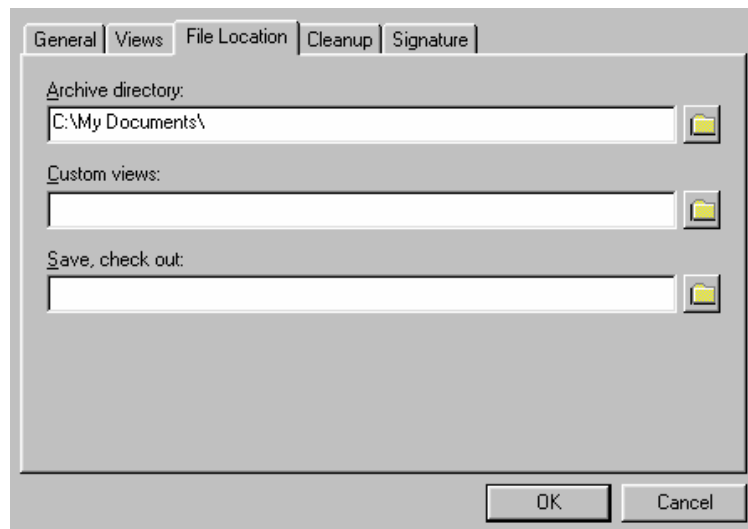 General Views File Location Cleanup Signature
Archive directory:
C:\My Documents\
Custom views:
Save, check out:
OK Cancel